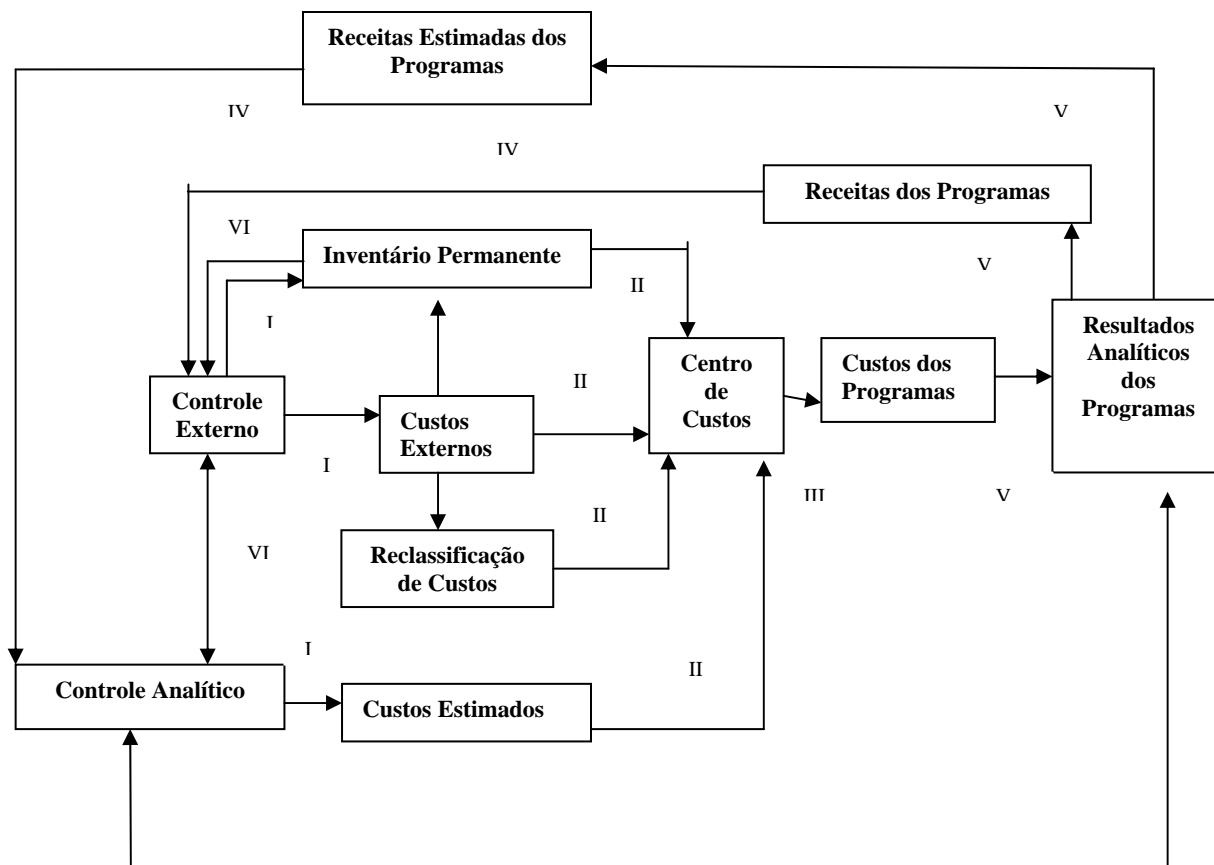 Receitas Estimadas dos
Programas
IV
V
IV
Receitas dos Programas
VI
Inventário Permanente
V
II
I
Resultados
Analíticos
dos
Programas
Centro
de
Custos
Custos dos
Programas
II
Controle
Externo
Custos
Externos
I
III
V
II
VI
Reclassificação
de Custos
I
II
Controle Analítico
Custos Estimados